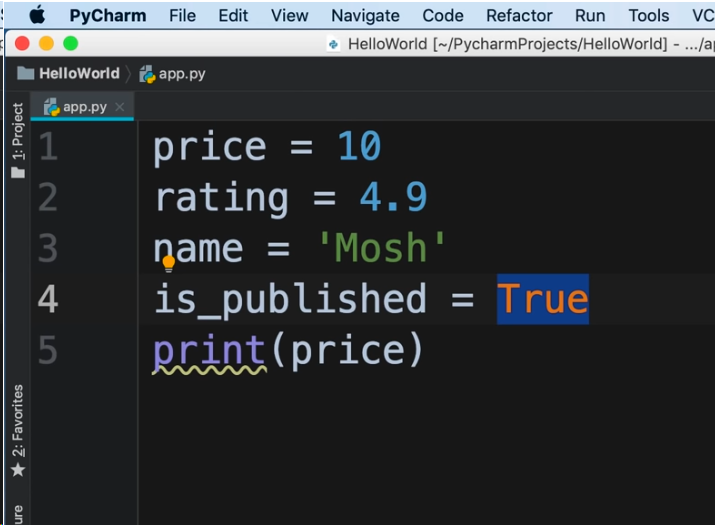 PyCharm File Edit View Navigate Code Refactor Run Tools VC
HelloWorld [~/PycharmProjects/HelloWorld] - .../a
HelloWorld app.py
app.py
1: Project
1 price = 10
2 rating = 4.9
3 name = 'Mosh'
4 is_published = True
5 print(price)
2: Favorites
ure